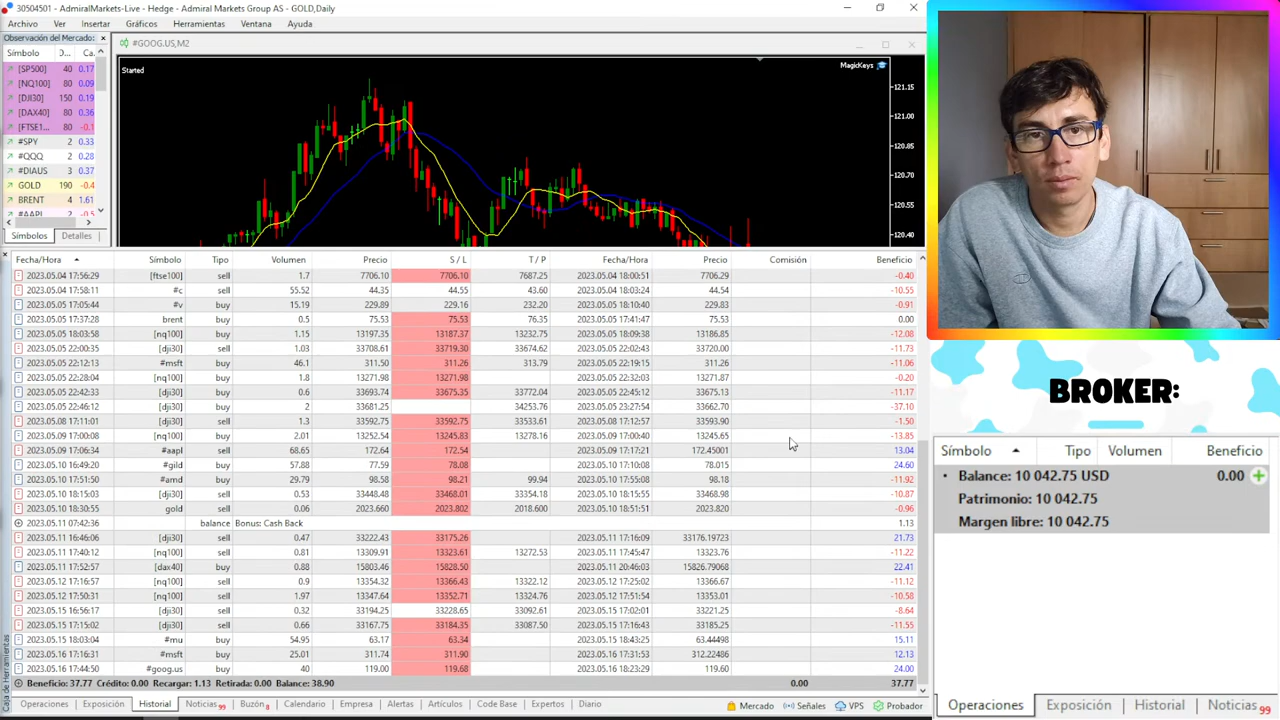 30504501 - AdmiralMarkets-Live - Hedge - Admiral Markets Group AS - GOLD,Daily
Archivo Ver Insertar Gráficos Herramientas Ventana Ayuda
Observación del Mercado:
Símbolo D... Ca...
[SP500] 40 0.17
[NQ100] 80 0.09
[DJI30] 150 0.19
[DAX40] 80 0.36
[FTSE1... 80 -0.1
#SPY 2 0.33
#QQQ 2 0.28
#DIAUS 3 0.37
GOLD 190 -0.4
BRENT 4 1.61
#AAPL 2 -0.5
Símbolos Detalles
#GOOG.US,M2
Started
MagicKeys
121.15
121.00
120.85
120.70
120.55
120.40
Fecha/Hora Símbolo Tipo Volumen Precio S / L T / P Fecha/Hora Precio Comisión Beneficio
2023.05.04 17:56:29 [ftse100] sell 1.7 7706.10 7706.10 7687.25 2023.05.04 18:00:51 7706.29 -0.40
2023.05.04 17:58:11 #c sell 55.52 44.35 44.55 43.60 2023.05.04 18:03:24 44.54 -10.55
2023.05.05 17:05:44 #v buy 15.19 229.89 229.16 232.20 2023.05.04 18:10:40 229.83 -0.91
2023.05.05 17:37:28 brent buy 0.5 75.53 75.53 76.35 2023.05.05 17:41:47 75.53 0.00
2023.05.05 18:03:58 [nq100] buy 1.15 13197.35 13187.37 13232.75 2023.05.05 18:09:38 13186.85 -12.08
2023.05.05 22:00:35 [dji30] sell 1.03 33708.61 33719.30 33674.62 2023.05.05 22:02:43 33720.00 -11.73
2023.05.05 22:12:13 #msft buy 46.1 311.50 311.26 313.79 2023.05.05 22:19:15 311.26 -11.06
2023.05.05 22:28:04 [nq100] buy 1.8 13271.98 13271.98 2023.05.05 22:32:03 13271.87 -0.20
2023.05.05 22:42:33 [dji30] buy 0.6 33693.74 33675.35 33772.04 2023.05.05 22:45:12 33675.13 -11.17
2023.05.05 22:46:12 [dji30] buy 2 33681.25 34253.76 2023.05.05 23:27:54 33662.70 -37.10
2023.05.08 17:11:01 [dji30] sell 1.3 33592.75 33592.75 33533.61 2023.05.08 17:12:57 33593.90 -1.50
2023.05.09 17:00:08 [nq100] buy 2.01 13252.54 13245.83 13278.16 2023.05.09 17:00:40 13245.65 -13.85
2023.05.09 17:06:34 #aapl buy 68.65 172.64 172.54 2023.05.09 17:17:21 172.45001 13.04
2023.05.10 16:49:20 #gild buy 57.88 77.59 78.08 2023.05.10 17:10:08 78.015 24.60
2023.05.10 17:51:50 #amd buy 29.79 98.58 98.21 99.94 2023.05.10 17:55:08 98.18 -11.92
2023.05.10 18:15:03 [dji30] sell 0.53 33448.48 33468.01 33354.18 2023.05.10 18:15:55 33468.98 -10.87
2023.05.10 18:30:55 gold sell 0.06 2023.660 2023.802 2018.600 2023.05.10 18:51:51 2023.820 -0.96
2023.05.11 07:42:36 balance Bonus: Cash Back 1.13
2023.05.11 16:46:06 [dji30] sell 0.47 33222.43 33175.26 2023.05.11 17:16:09 33176.19723 21.73
2023.05.11 17:40:12 [nq100] sell 0.81 13309.91 13323.61 13272.53 2023.05.11 17:45:47 13323.76 -11.22
2023.05.11 17:52:57 [dax40] buy 0.88 15803.46 15828.50 2023.05.11 20:46:03 15826.79068 22.41
2023.05.12 17:16:57 [nq100] sell 0.9 13354.32 13366.43 13322.12 2023.05.12 17:25:02 13366.67 -11.12
2023.05.12 17:50:31 [nq100] sell 1.97 13347.64 13352.71 13324.76 2023.05.12 17:51:54 13353.01 -10.58
2023.05.15 16:56:17 [dji30] sell 0.32 33194.25 33228.65 33092.61 2023.05.15 17:02:01 33221.25 -8.64
2023.05.15 17:15:02 [dji30] sell 0.66 33167.75 33184.35 33087.50 2023.05.15 17:16:43 33185.25 -11.55
2023.05.15 18:03:04 #mu buy 54.95 63.17 63.34 2023.05.15 18:43:25 63.44498 15.11
2023.05.16 17:16:31 #msft buy 25.01 311.74 311.90 2023.05.16 17:31:53 312.22486 12.13
2023.05.16 17:44:50 #goog.us buy 40 119.00 119.68 2023.05.16 18:23:29 119.60 24.00
Beneficio: 37.77 Crédito: 0.00 Recargar: 1.13 Retirada: 0.00 Balance: 38.90 0.00 37.77
Operaciones Exposición Historial Noticias 99 Buzón 8 Calendario Empresa Alertas Artículos Code Base Expertos Diario
Mercado Señales VPS Probador
Caja de Herramientas
BROKER:
Símbolo Tipo Volumen Beneficio
Balance: 10 042.75 USD 0.00
Patrimonio: 10 042.75
Margen libre: 10 042.75
Operaciones Exposición Historial Noticias 99